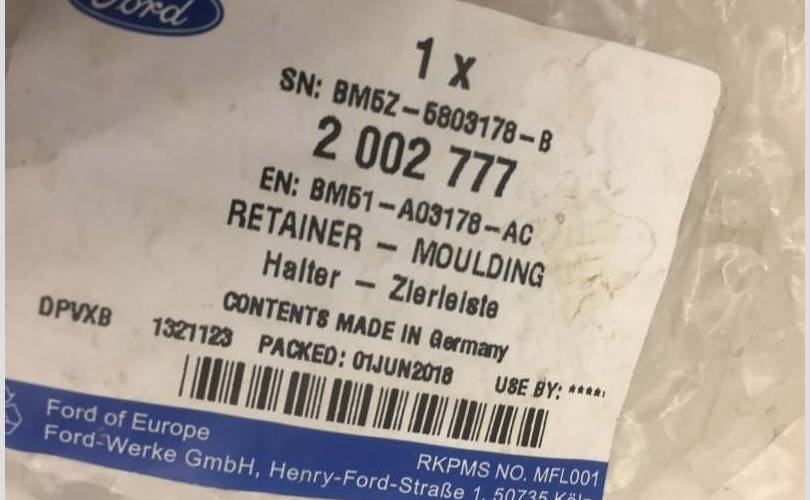 Ford
1 x
SN: BM5Z-5803178-B
2 002 777
EN: BM51-A03178-AC
RETAINER - MOULDING
Halter - Zierleiste
CONTENTS MADE IN Germany
DPVXB 1321123 PACKED: 01JUN2018 USE BY: ****
Ford of Europe
RKPMS NO. MFL001
Ford-Werke GmbH, Henry-Ford-Straße 1, 50735